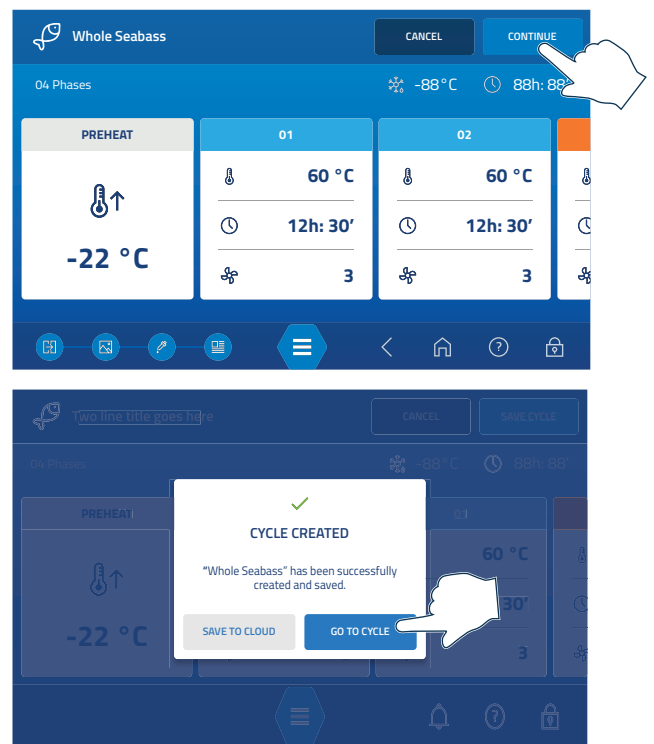 Whole Seabass
CANCEL
CONTINUE
04 Phases
-88°C
88h: 88
PREHEAT
01
02
-22 °C
60 °C
12h: 30′
3
60 °C
12h: 30′
3
Two line title goes here
CANCEL
SAVE CYCLE
04 Phases
-88°C
88h: 88′
PREHEAT
01
-22 °C
60 °C
30′
3
CYCLE CREATED
“Whole Seabass” has been successfully
created and saved.
SAVE TO CLOUD
GO TO CYCLE